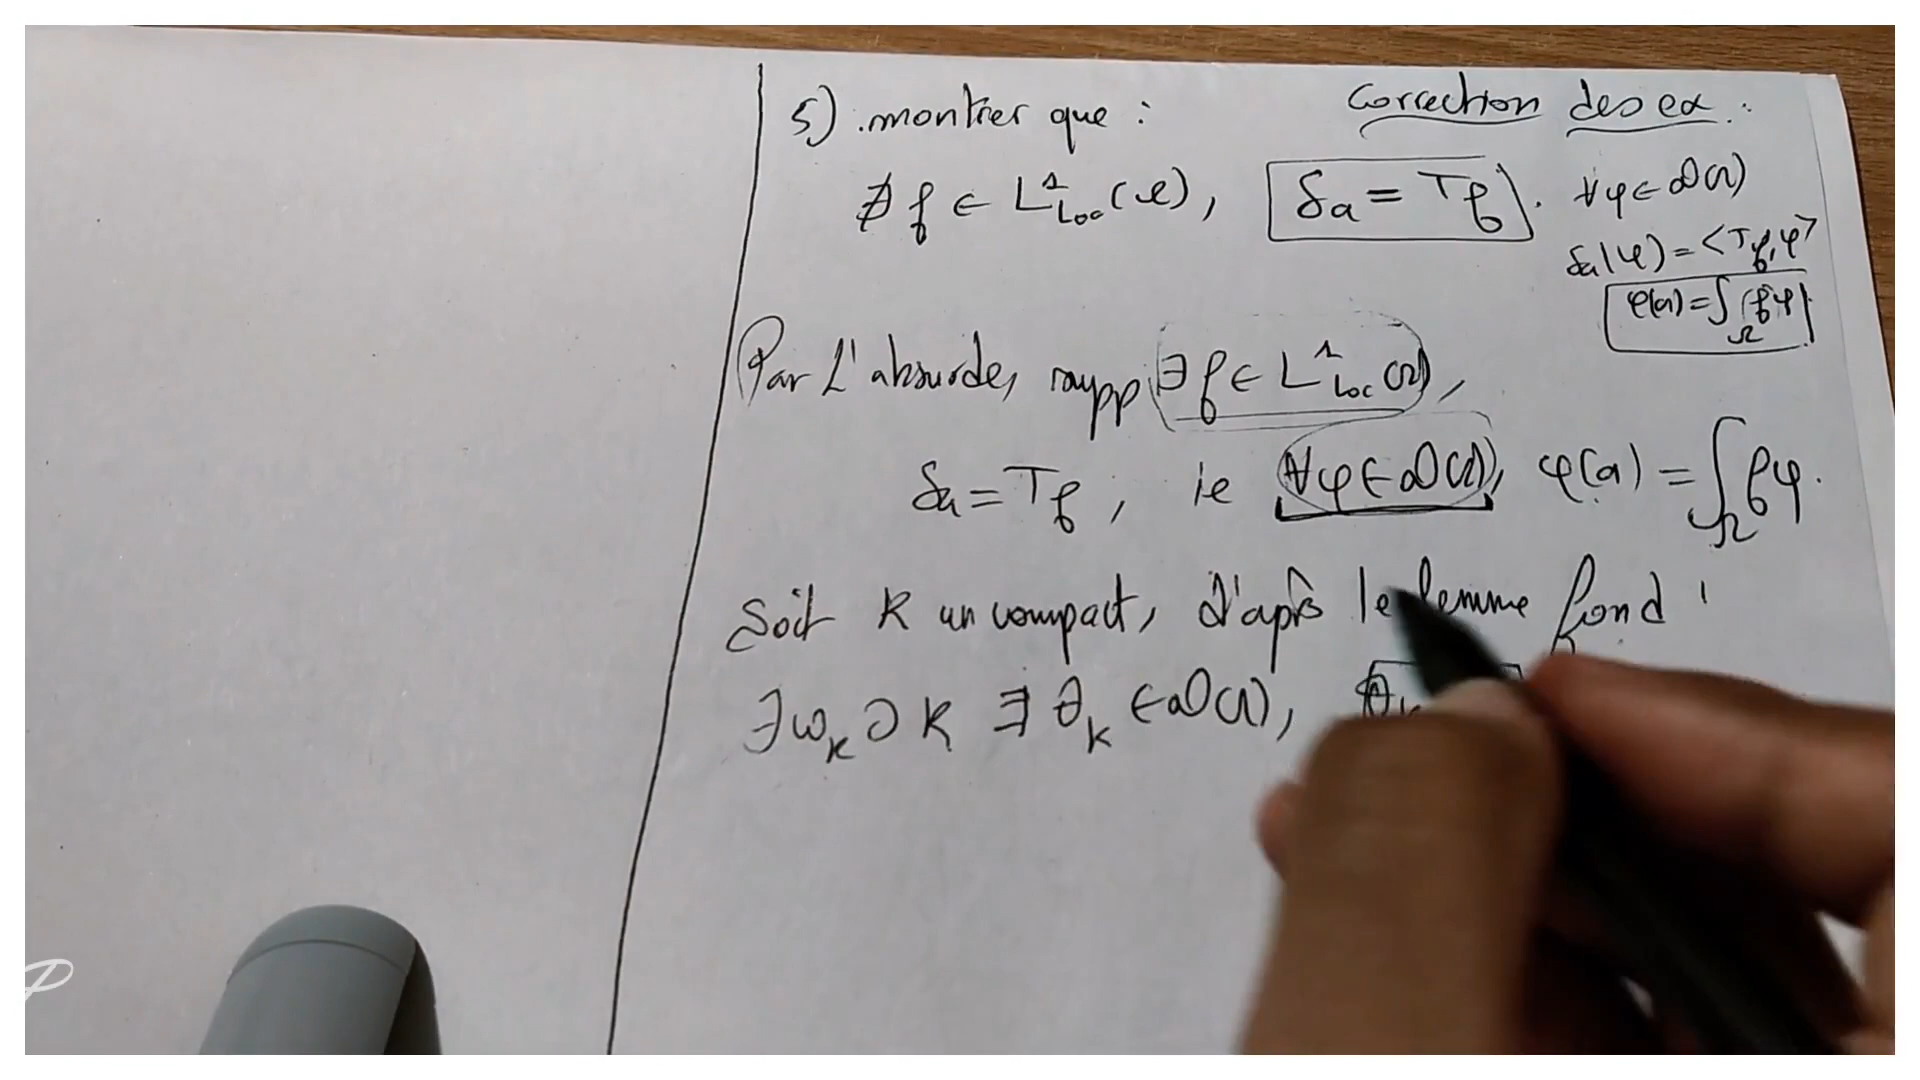 Correction des ex :
5) montrer que :
∄ f ∈ L¹Loc(Ω), δa = Tf . ∀φ∈D(Ω)
δa(φ) = <Tf, φ>
φ(a) = ∫Ω fφ
Par l'absurde, supp ∃ f ∈ L¹Loc(Ω),
δa = Tf , ie ∀φ∈D(Ω), φ(a) = ∫Ω fφ.
Soit K un compact, d'après le lemme fond
∃ωK ⊃ K ∃ θK ∈ D(Ω),